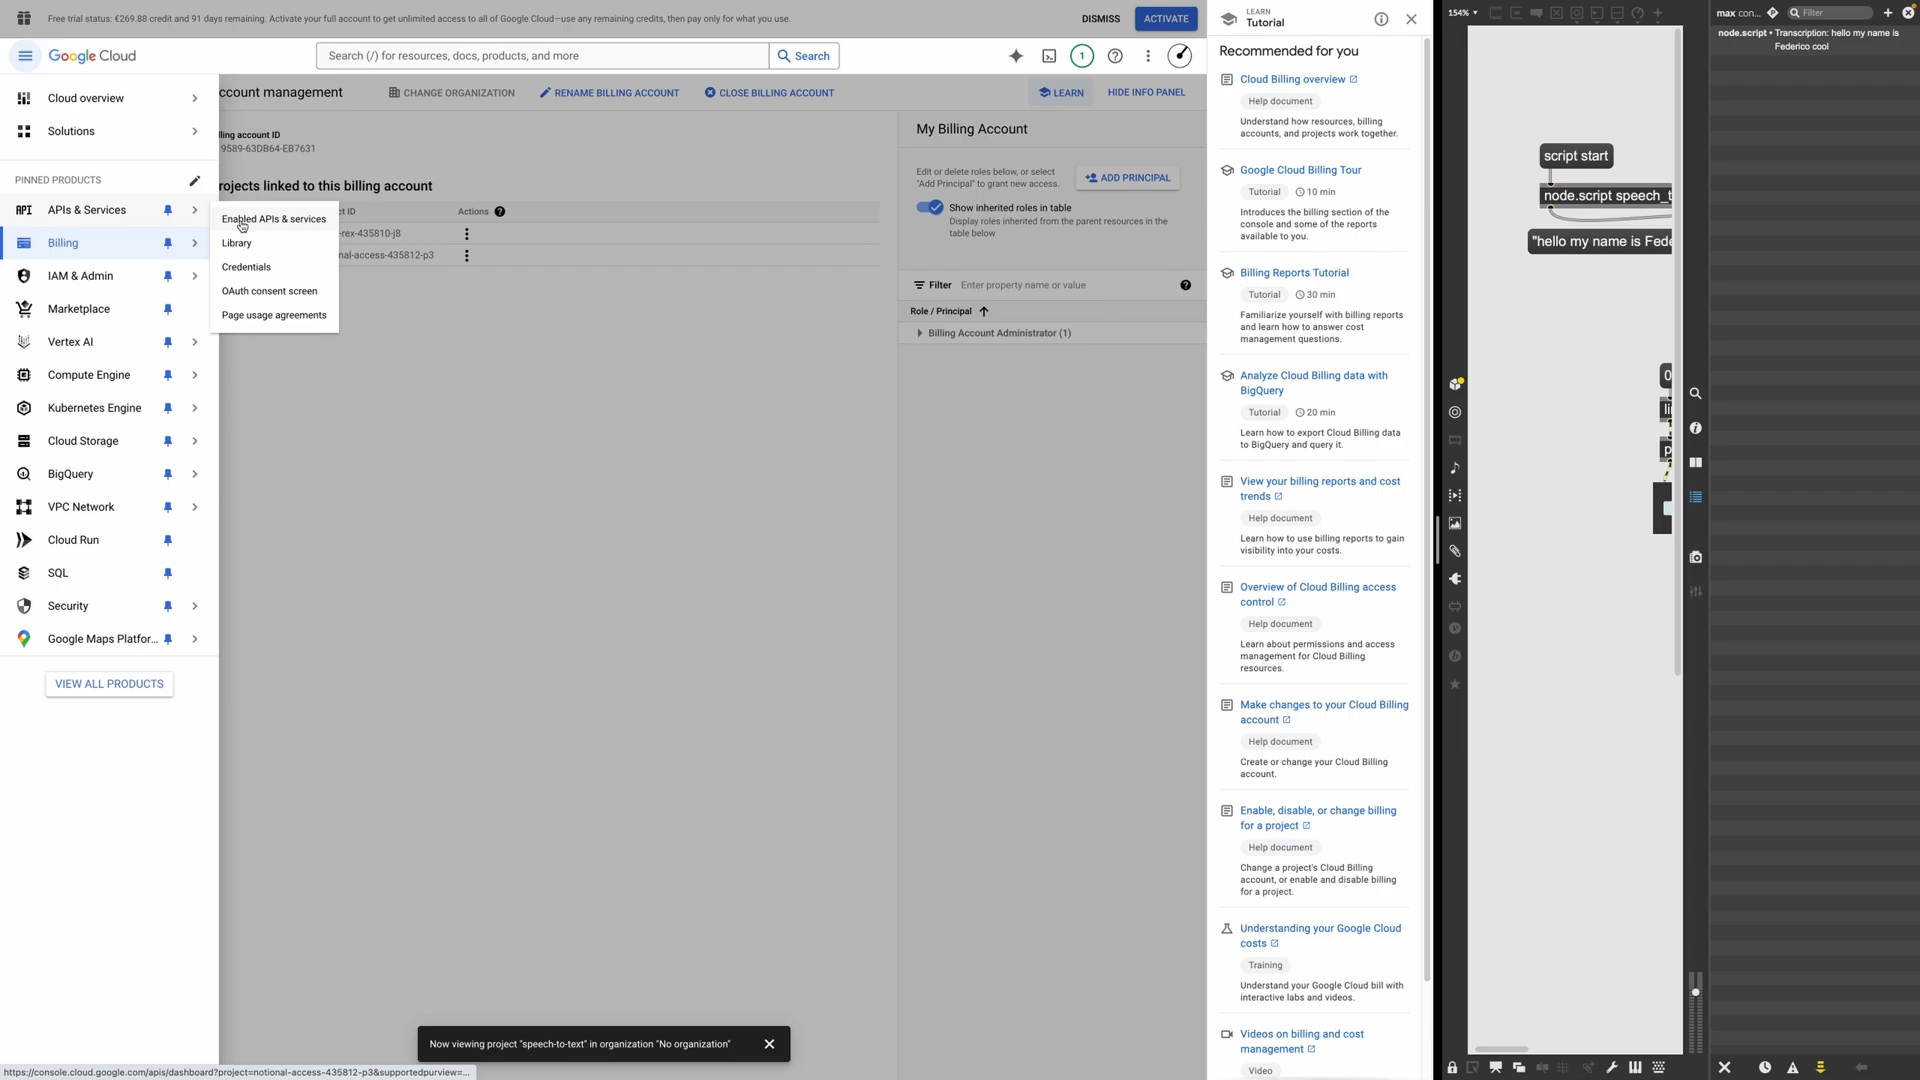 Free trial status: €269.88 credit and 91 days remaining. Activate your full account to get unlimited access to all of Google Cloud—use any remaining credits, then pay only for what you use.
DISMISS
ACTIVATE
Google Cloud
Search (/) for resources, docs, products, and more
Search
1
Cloud overview
Solutions
PINNED PRODUCTS
API APIs & Services
Billing
IAM & Admin
Marketplace
Vertex AI
Compute Engine
Kubernetes Engine
Cloud Storage
BigQuery
VPC Network
Cloud Run
SQL
Security
Google Maps Platfor...
VIEW ALL PRODUCTS
Enabled APIs & services
Library
Credentials
OAuth consent screen
Page usage agreements
ccount management
CHANGE ORGANIZATION
RENAME BILLING ACCOUNT
CLOSE BILLING ACCOUNT
LEARN
HIDE INFO PANEL
lling account ID
9589-63DB64-EB7631
rojects linked to this billing account
ct ID
Actions
-rex-435810-j8
nal-access-435812-p3
My Billing Account
Edit or delete roles below, or select
"Add Principal" to grant new access.
ADD PRINCIPAL
Show inherited roles in table
Display roles inherited from the parent resources in the
table below
Filter Enter property name or value
Role / Principal
Billing Account Administrator (1)
Now viewing project "speech-to-text" in organization "No organization"
https://console.cloud.google.com/apis/dashboard?project=notional-access-435812-p3&supportedpurview=...
LEARN
Tutorial
Recommended for you
Cloud Billing overview
Help document
Understand how resources, billing
accounts, and projects work together.
Google Cloud Billing Tour
Tutorial 10 min
Introduces the billing section of the
console and some of the reports
available to you.
Billing Reports Tutorial
Tutorial 30 min
Familiarize yourself with billing reports
and learn how to answer cost
management questions.
Analyze Cloud Billing data with
BigQuery
Tutorial 20 min
Learn how to export Cloud Billing data
to BigQuery and query it.
View your billing reports and cost
trends
Help document
Learn how to use billing reports to gain
visibility into your costs.
Overview of Cloud Billing access
control
Help document
Learn about permissions and access
management for Cloud Billing
resources.
Make changes to your Cloud Billing
account
Help document
Create or change your Cloud Billing
account.
Enable, disable, or change billing
for a project
Help document
Change a project's Cloud Billing
account, or enable and disable billing
for a project.
Understanding your Google Cloud
costs
Training
Understand your Google Cloud bill with
interactive labs and videos.
Videos on billing and cost
management
Video
154%
script start
node.script speech_t
"hello my name is Fede
0
li
p
max con...
Filter
node.script • Transcription: hello my name is
Federico cool